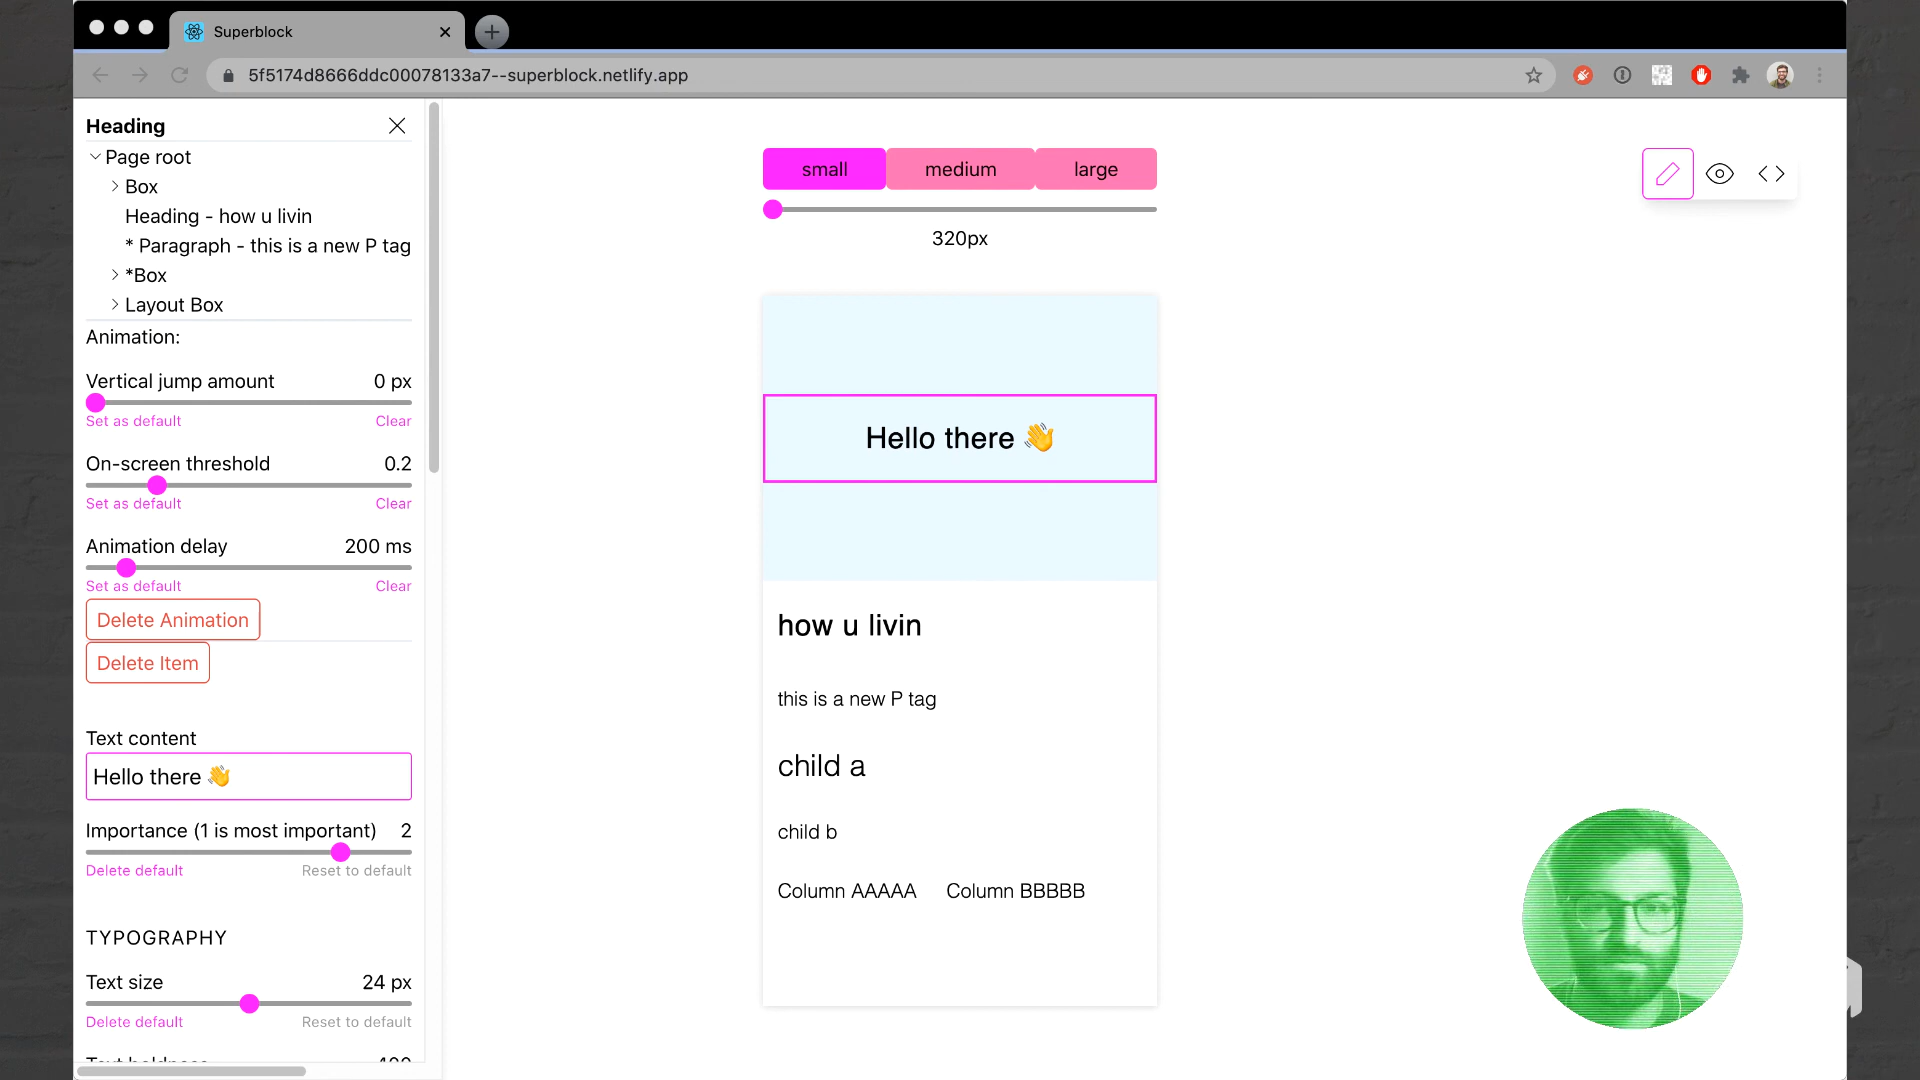 Superblock
5f5174d8666ddc00078133a7--superblock.netlify.app
Heading
Page root
Box
Heading - how u livin
* Paragraph - this is a new P tag
*Box
Layout Box
Animation:
Vertical jump amount 0 px
Set as default Clear
On-screen threshold 0.2
Set as default Clear
Animation delay 200 ms
Set as default Clear
Delete Animation
Delete Item
Text content
Hello there 👋
Importance (1 is most important) 2
Delete default Reset to default
TYPOGRAPHY
Text size 24 px
Delete default Reset to default
Text boldness 400
small medium large
320px
Hello there 👋
how u livin
this is a new P tag
child a
child b
Column AAAAA Column BBBBB